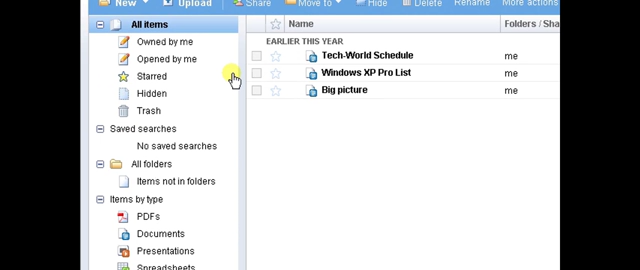 New Upload Share Move to Hide Delete Rename More actions
All items Name Folders / Sha
Owned by me EARLIER THIS YEAR
Opened by me Tech-World Schedule me
Starred Windows XP Pro List me
Hidden Big picture me
Trash
Saved searches
No saved searches
All folders
Items not in folders
Items by type
PDFs
Documents
Presentations
Spreadsheets